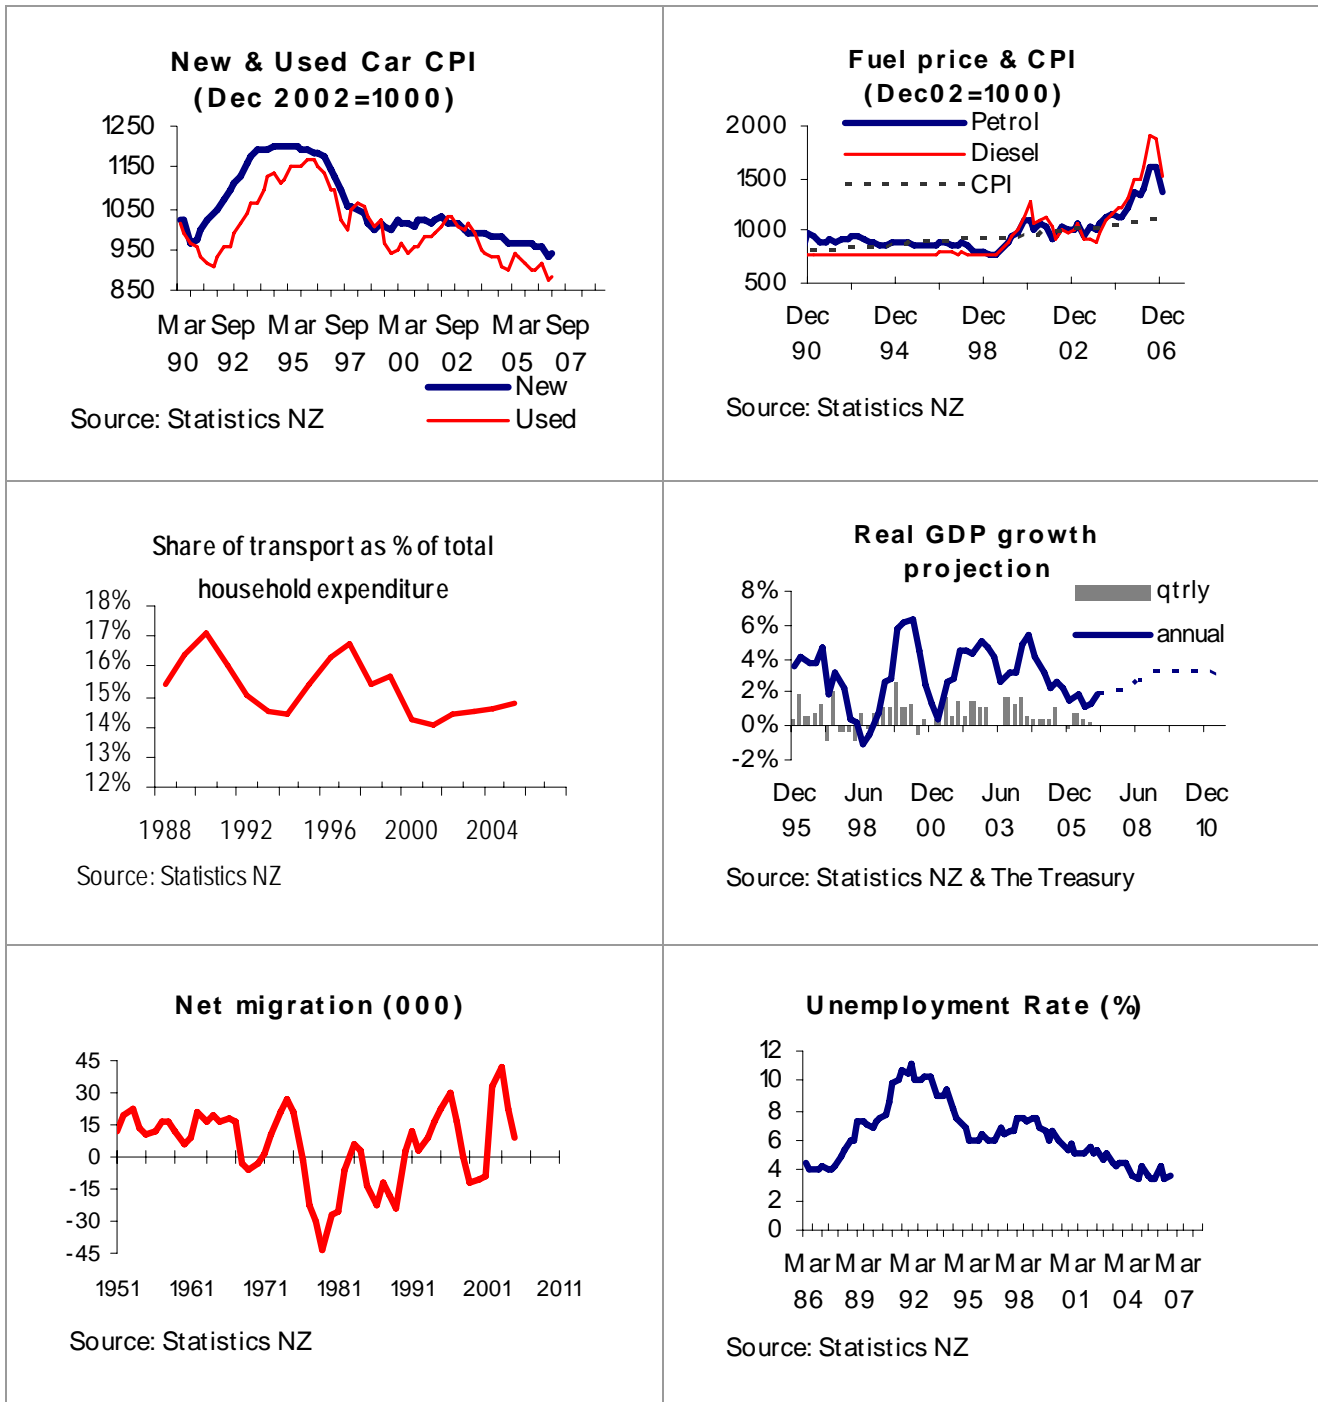 New & Used Car CPI
(Dec 2002=1000)
1250
1150
1050
950
850
Mar Sep Mar Sep Mar Sep Mar Sep
90 92 95 97 00 02 05 07
New
Used
Source: Statistics NZ
Fuel price & CPI
(Dec02=1000)
Petrol
Diesel
CPI
2000
1500
1000
500
Dec Dec Dec Dec Dec
90 94 98 02 06
Source: Statistics NZ
Share of transport as % of total
household expenditure
18%
17%
16%
15%
14%
13%
12%
1988 1992 1996 2000 2004
Source: Statistics NZ
Real GDP growth
projection
qtrly
annual
8%
6%
4%
2%
0%
-2%
Dec Jun Dec Jun Dec Jun Dec
95 98 00 03 05 08 10
Source: Statistics NZ & The Treasury
Net migration (000)
45
30
15
0
-15
-30
-45
1951 1961 1971 1981 1991 2001 2011
Source: Statistics NZ
Unemployment Rate (%)
12
10
8
6
4
2
0
Mar Mar Mar Mar Mar Mar Mar Mar
86 89 92 95 98 01 04 07
Source: Statistics NZ